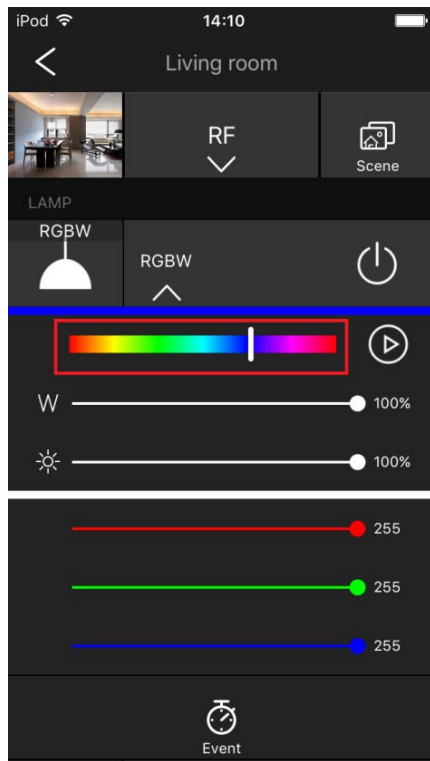 iPod 14:10
Living room
RF
Scene
LAMP
RGBW
RGBW
W 100%
100%
255
255
255
Event